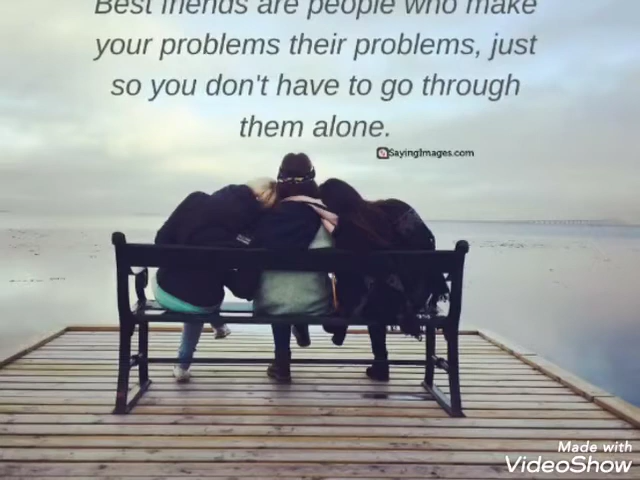 Best friends are people who make
your problems their problems, just
so you don't have to go through
them alone.
SayingImages.com
Made with
VideoShow